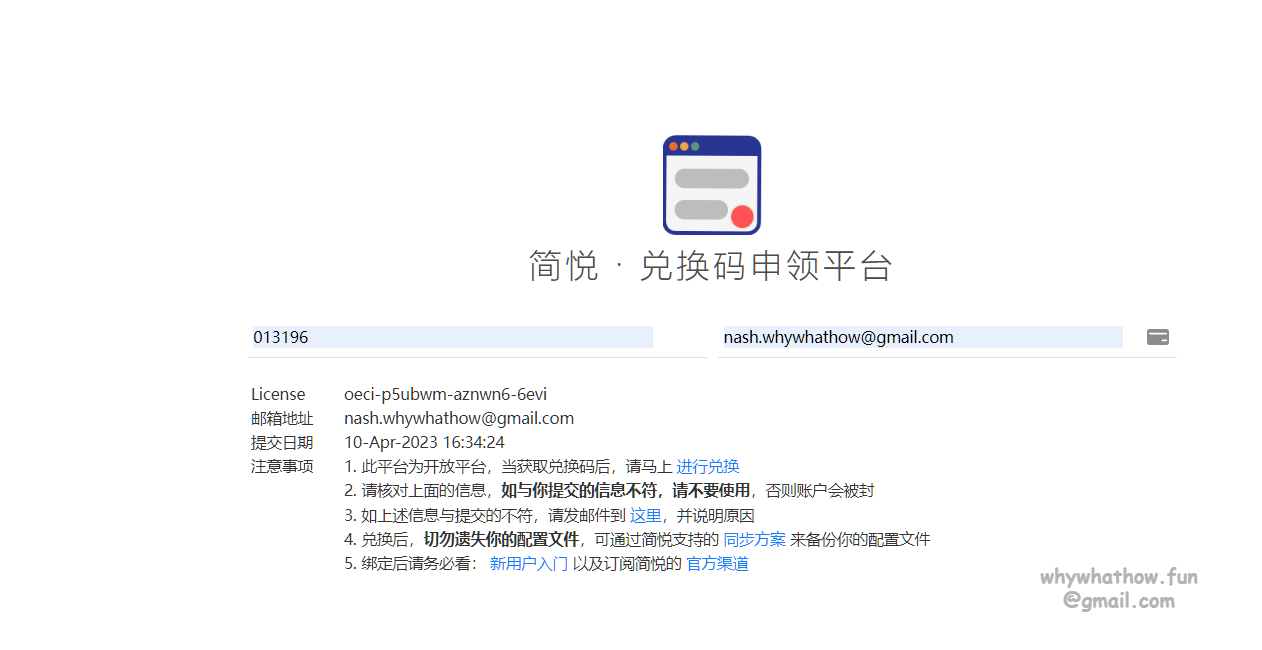 简悦 · 兑换码申领平台
013196 nash.whywhathow@gmail.com
License oeci-p5ubwm-aznwn6-6evi
邮箱地址 nash.whywhathow@gmail.com
提交日期 10-Apr-2023 16:34:24
注意事项 1. 此平台为开放平台，当获取兑换码后，请马上 进行兑换
2. 请核对上面的信息，如与你提交的信息不符，请不要使用，否则账户会被封
3. 如上述信息与提交的不符，请发邮件到 这里，并说明原因
4. 兑换后，切勿遗失你的配置文件，可通过简悦支持的 同步方案 来备份你的配置文件
5. 绑定后请务必看： 新用户入门 以及订阅简悦的 官方渠道
whywhathow.fun
@gmail.com